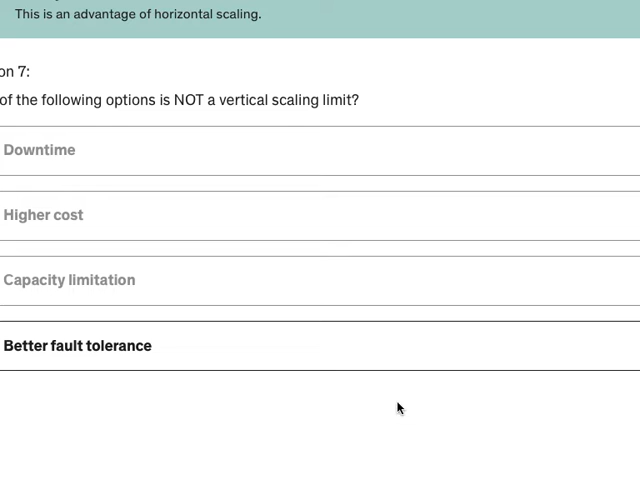 This is an advantage of horizontal scaling.
on 7:
of the following options is NOT a vertical scaling limit?
Downtime
Higher cost
Capacity limitation
Better fault tolerance